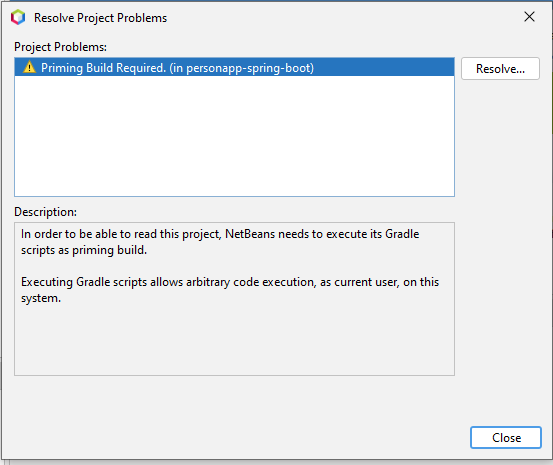 Resolve Project Problems
Project Problems:
Priming Build Required. (in personapp-spring-boot)
Resolve...
Description:
In order to be able to read this project, NetBeans needs to execute its Gradle
scripts as priming build.
Executing Gradle scripts allows arbitrary code execution, as current user, on this
system.
Close